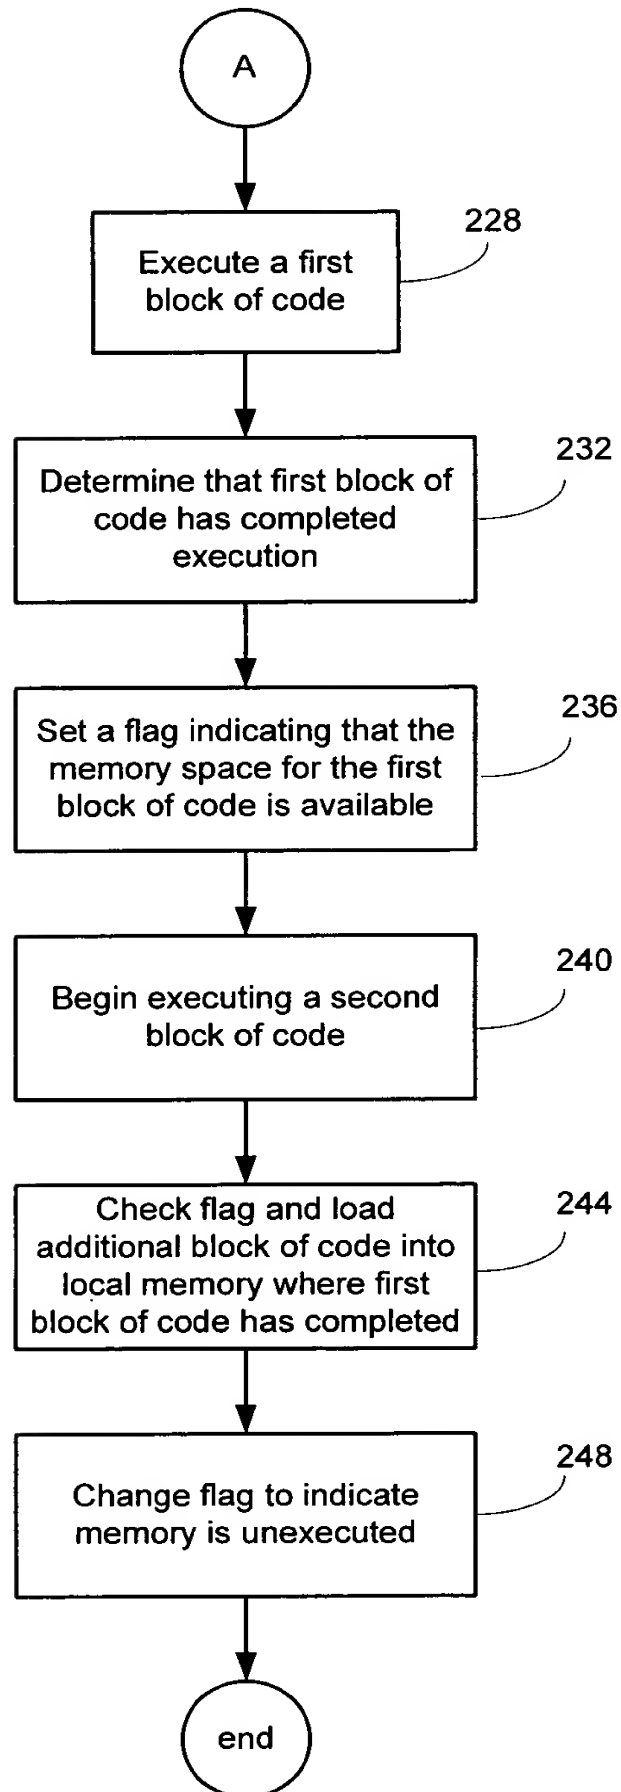 A
228
Execute a first
block of code
232
Determine that first block of
code has completed
execution
236
Set a flag indicating that the
memory space for the first
block of code is available
240
Begin executing a second
block of code
244
Check flag and load
additional block of code into
local memory where first
block of code has completed
248
Change flag to indicate
memory is unexecuted
end